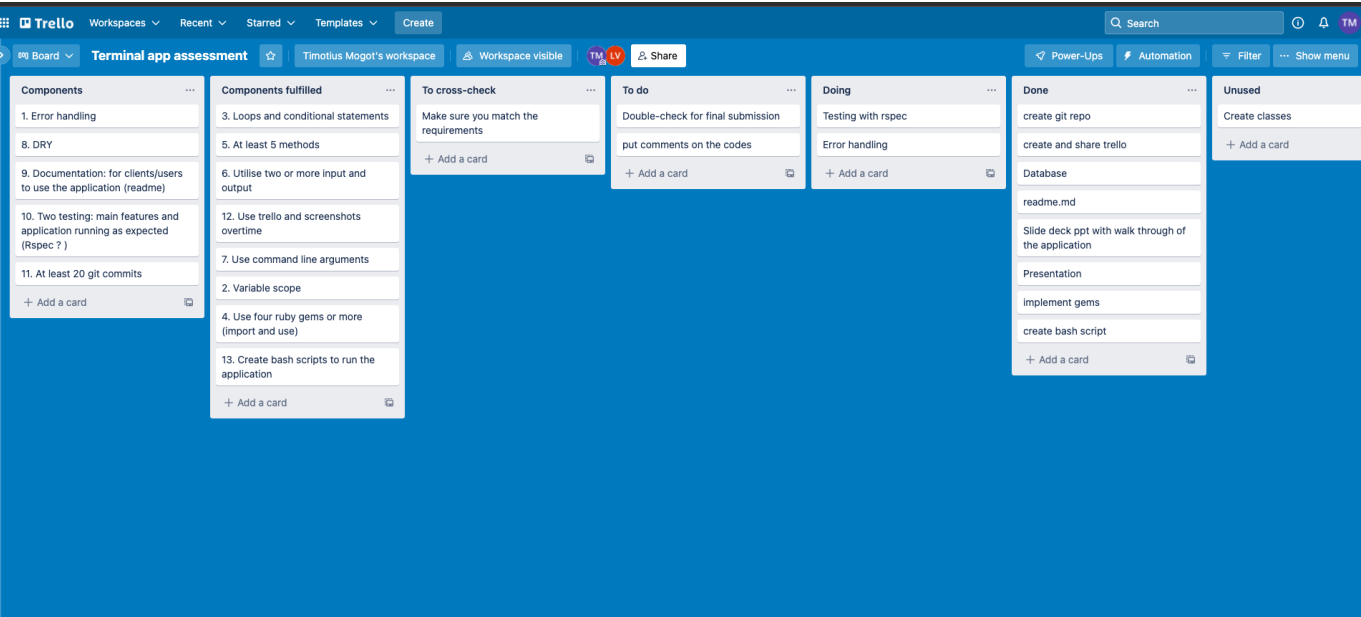 Trello
Workspaces
Recent
Starred
Templates
Create
Search
TM
Board
Terminal app assessment
Timotius Mogot's workspace
Workspace visible
TM
LV
Share
Power-Ups
Automation
Filter
Show menu
Components
1. Error handling
8. DRY
9. Documentation: for clients/users
to use the application (readme)
10. Two testing: main features and
application running as expected
(Rspec ? )
11. At least 20 git commits
+ Add a card
Components fulfilled
3. Loops and conditional statements
5. At least 5 methods
6. Utilise two or more input and
output
12. Use trello and screenshots
overtime
7. Use command line arguments
2. Variable scope
4. Use four ruby gems or more
(import and use)
13. Create bash scripts to run the
application
+ Add a card
To cross-check
Make sure you match the
requirements
+ Add a card
To do
Double-check for final submission
put comments on the codes
+ Add a card
Doing
Testing with rspec
Error handling
+ Add a card
Done
create git repo
create and share trello
Database
readme.md
Slide deck ppt with walk through of
the application
Presentation
implement gems
create bash script
+ Add a card
Unused
Create classes
+ Add a card